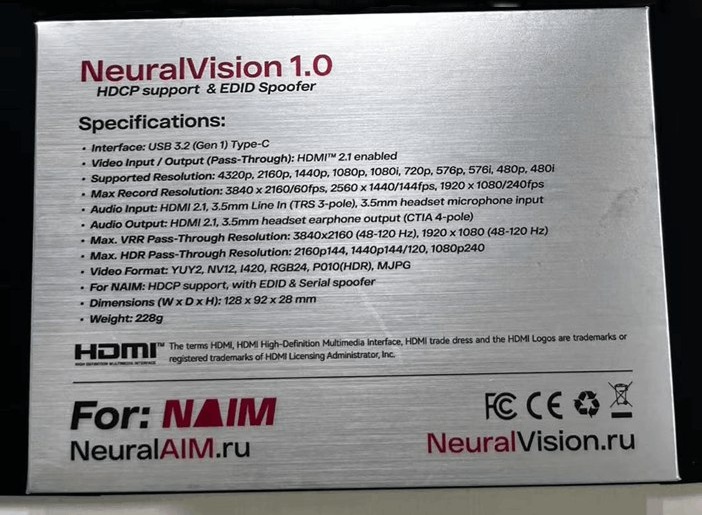 NeuralVision 1.0
HDCP support & EDID Spoofer
Specifications:
• Interface: USB 3.2 (Gen 1) Type-C
• Video Input / Output (Pass-Through): HDMI™ 2.1 enabled
• Supported Resolution: 4320p, 2160p, 1440p, 1080p, 1080i, 720p, 576p, 576i, 480p, 480i
• Max Record Resolution: 3840 x 2160/60fps, 2560 x 1440/144fps, 1920 x 1080/240fps
• Audio Input: HDMI 2.1, 3.5mm Line In (TRS 3-pole), 3.5mm headset microphone input
• Audio Output: HDMI 2.1, 3.5mm headset earphone output (CTIA 4-pole)
• Max. VRR Pass-Through Resolution: 3840x2160 (48-120 Hz), 1920 x 1080 (48-120 Hz)
• Max. HDR Pass-Through Resolution: 2160p144, 1440p144/120, 1080p240
• Video Format: YUY2, NV12, I420, RGB24, P010(HDR), MJPG
• For NAIM: HDCP support, with EDID & Serial spoofer
• Dimensions (W x D x H): 128 x 92 x 28 mm
• Weight: 228g
HDMI™
HIGH-DEFINITION MULTIMEDIA INTERFACE
The terms HDMI, HDMI High-Definition Multimedia Interface, HDMI trade dress and the HDMI Logos are trademarks or
registered trademarks of HDMI Licensing Administrator, Inc.
For: NAIM
FC CE
NeuralAIM.ru
NeuralVision.ru